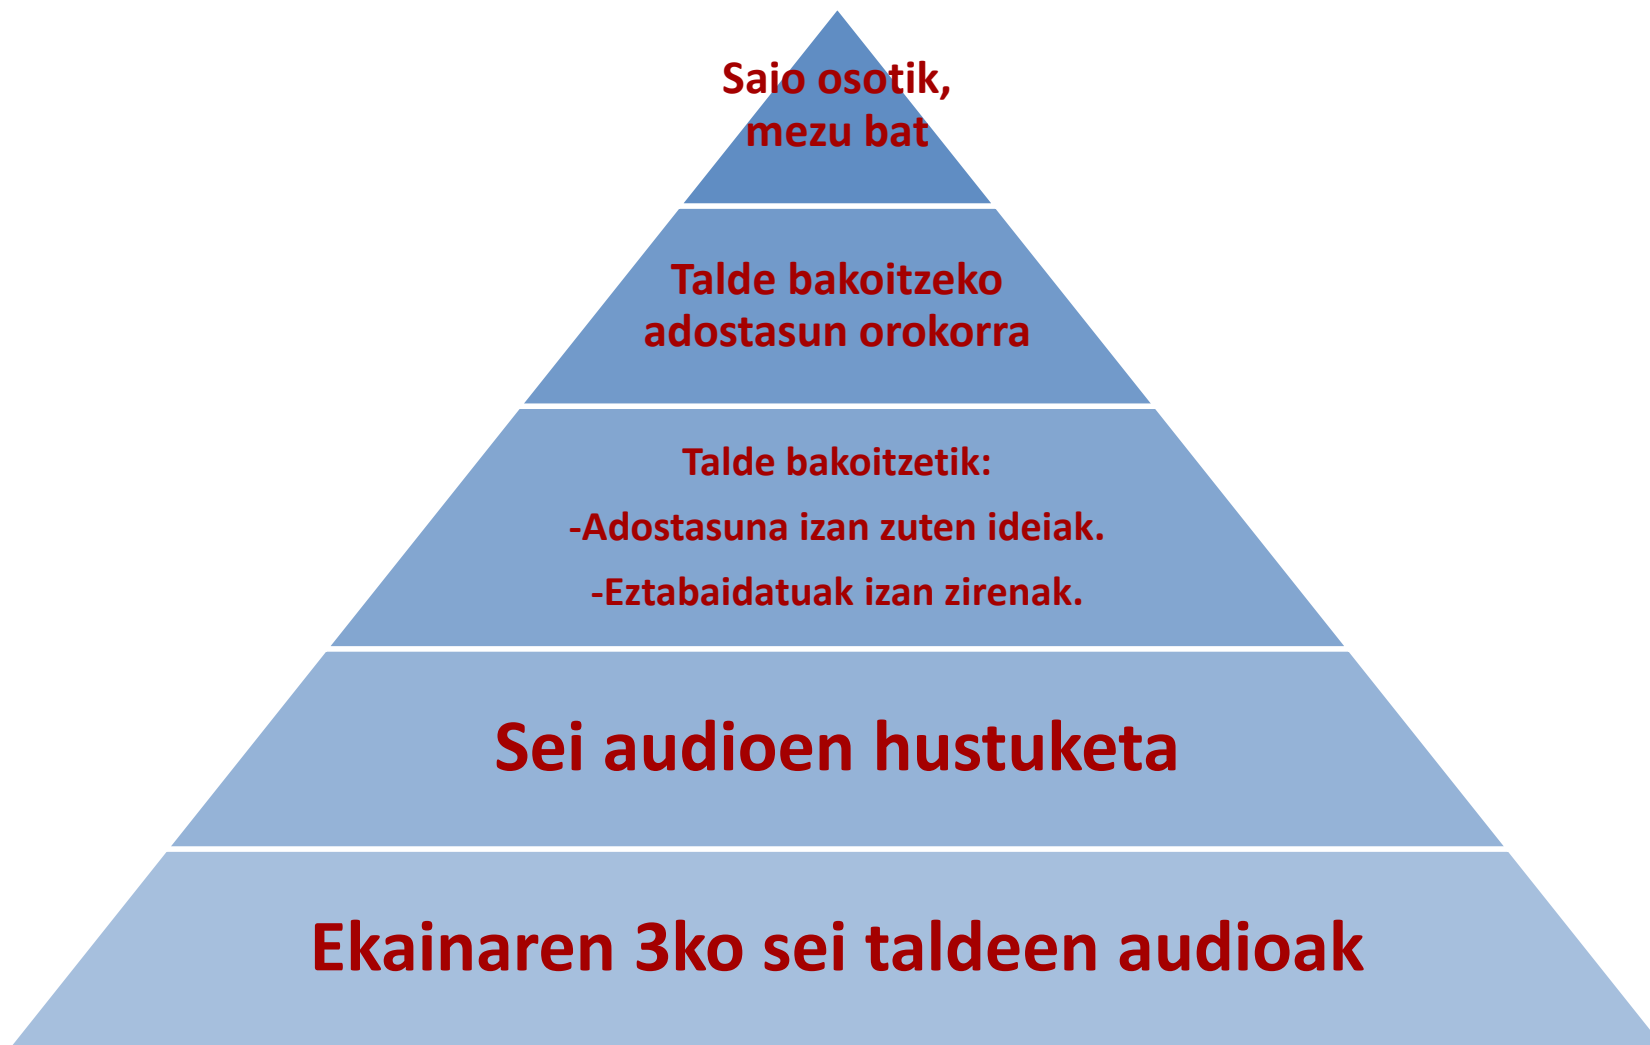 Saio osotik,
mezu bat
Talde bakoitzeko
adostasun orokorra
Talde bakoitzetik:
-Adostasuna izan zuten ideiak.
-Eztabaidatuak izan zirenak.
Sei audioen hustuketa
Ekainaren 3ko sei taldeen audioak